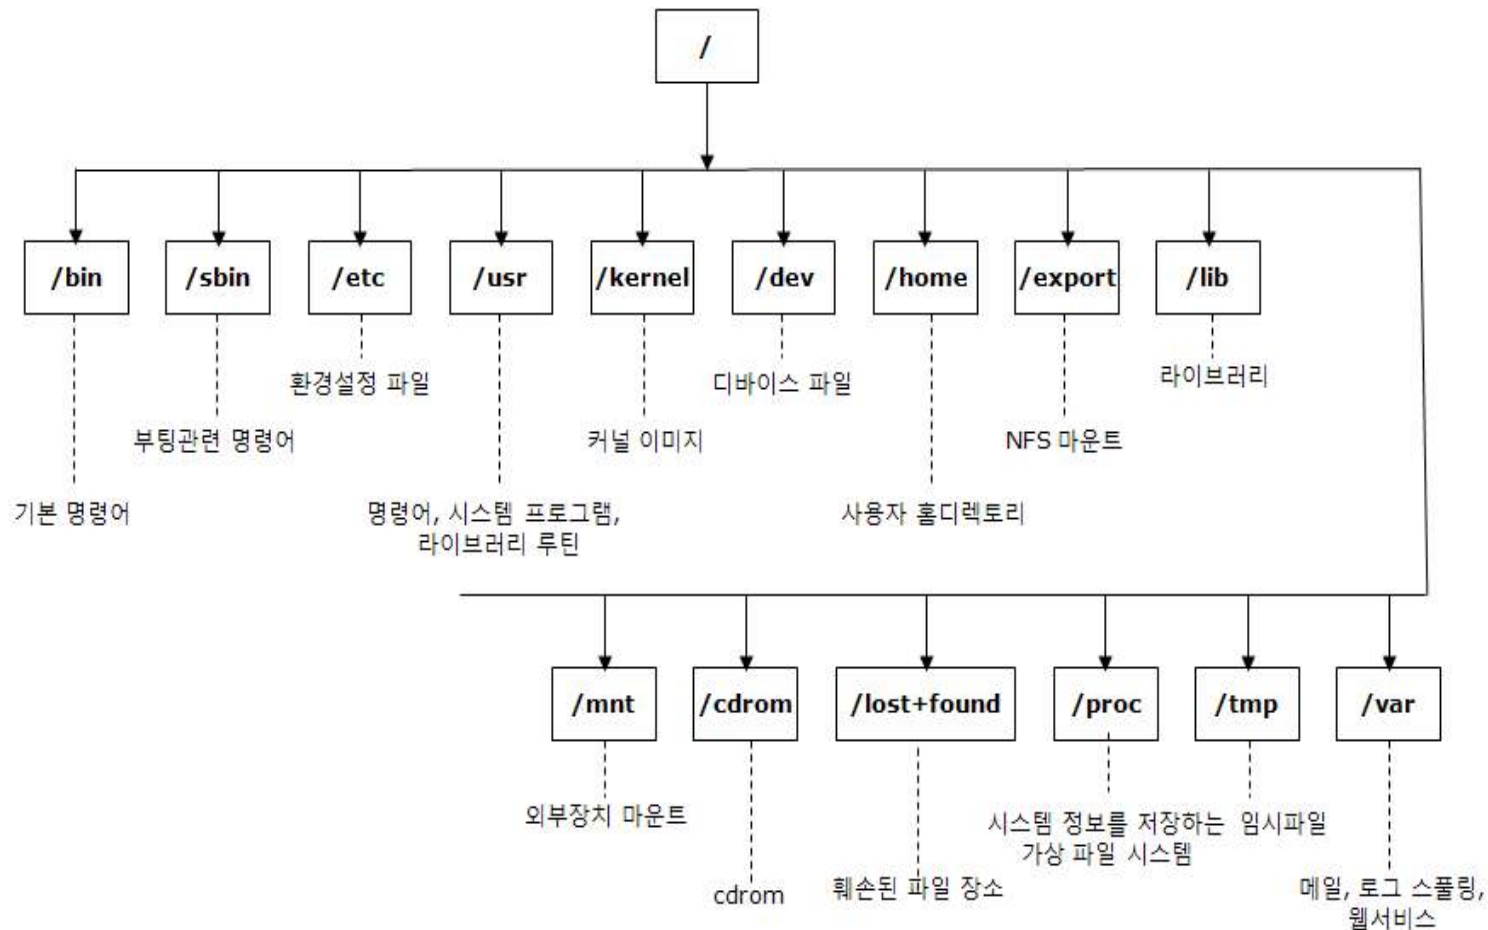 /
/bin
/sbin
/etc
/usr
/kernel
/dev
/home
/export
/lib
환경설정 파일
디바이스 파일
라이브러리
부팅관련 명령어
커널 이미지
NFS 마운트
기본 명령어
명령어, 시스템 프로그램,
라이브러리 루틴
사용자 홈디렉토리
/mnt
/cdrom
/lost+found
/proc
/tmp
/var
외부장치 마운트
시스템 정보를 저장하는
가상 파일 시스템
임시파일
cdrom
훼손된 파일 장소
메일, 로그 스풀링,
웹서비스